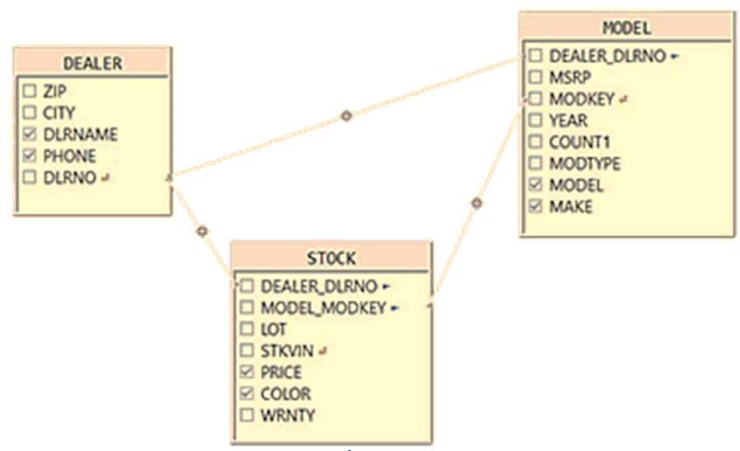 DEALER
ZIP
CITY
DLRNAME
PHONE
DLRNO
MODEL
DEALER_DLRNO
MSRP
MODKEY
YEAR
COUNT1
MODTYPE
MODEL
MAKE
STOCK
DEALER_DLRNO
MODEL_MODKEY
LOT
STKVIN
PRICE
COLOR
WRNTY